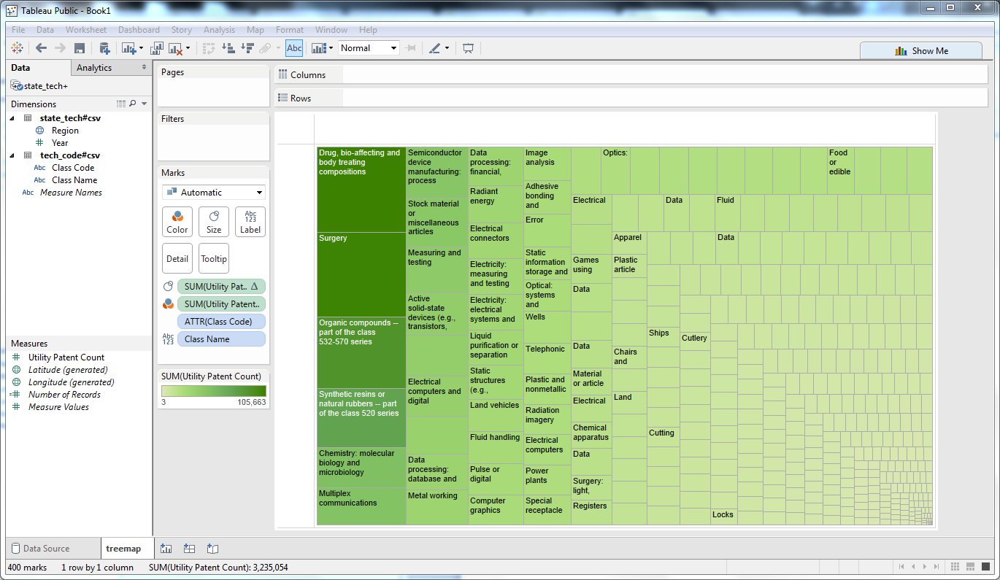 Tableau Public - Book1
File Data Worksheet Dashboard Story Analysis Map Format Window Help
Abc Normal Show Me
Data Analytics
state_tech+
Dimensions
state_tech#csv
Region
Year
tech_code#csv
Abc Class Code
Abc Class Name
Abc Measure Names
Measures
Utility Patent Count
Latitude (generated)
Longitude (generated)
Number of Records
Measure Values
Pages
Filters
Marks
Automatic
Abc
123
Color Size Label
Detail Tooltip
SUM(Utility Pat.. Δ
SUM(Utility Patent..
ATTR(Class Code)
Abc
123
Class Name
SUM(Utility Patent Count)
3 105,663
Columns
Rows
Drug, bio-affecting and
body treating
compositions
Surgery
Organic compounds --
part of the class
532-570 series
Synthetic resins or
natural rubbers -- part
of the class 520 series
Chemistry: molecular
biology and
microbiology
Multiplex
communications
Semiconductor
device
manufacturing:
process
Stock material
or
miscellaneous
articles
Measuring and
testing
Active
solid-state
devices (e.g.,
transistors,
Electrical
computers and
digital
Data
processing:
database and
Metal working
Data
processing:
financial,
Radiant
energy
Electrical
connectors
Electricity:
measuring
and testing
Electricity:
electrical
systems and
Liquid
purification or
separation
Static
structures
(e.g.,
Land vehicles
Fluid handling
Pulse or
digital
Computer
graphics
Image
analysis
Adhesive
bonding
and
Error
Static
information
storage and
Optical:
systems
and
Wells
Telephonic
Plastic and
nonmetallic
Radiation
imagery
Electrical
computers
Power
plants
Special
receptacle
Electrical
Games
using
Data
Data
Material
or article
Electrical
Chemical
apparatus
Data
Surgery:
light,
Registers
Optics:
Food
or
edible
Data
Fluid
Apparel
Data
Plastic
article
Chairs
and
Land
Ships
Cutting
Cutlery
Locks
Data Source treemap
400 marks 1 row by 1 column SUM(Utility Patent Count): 3,235,054